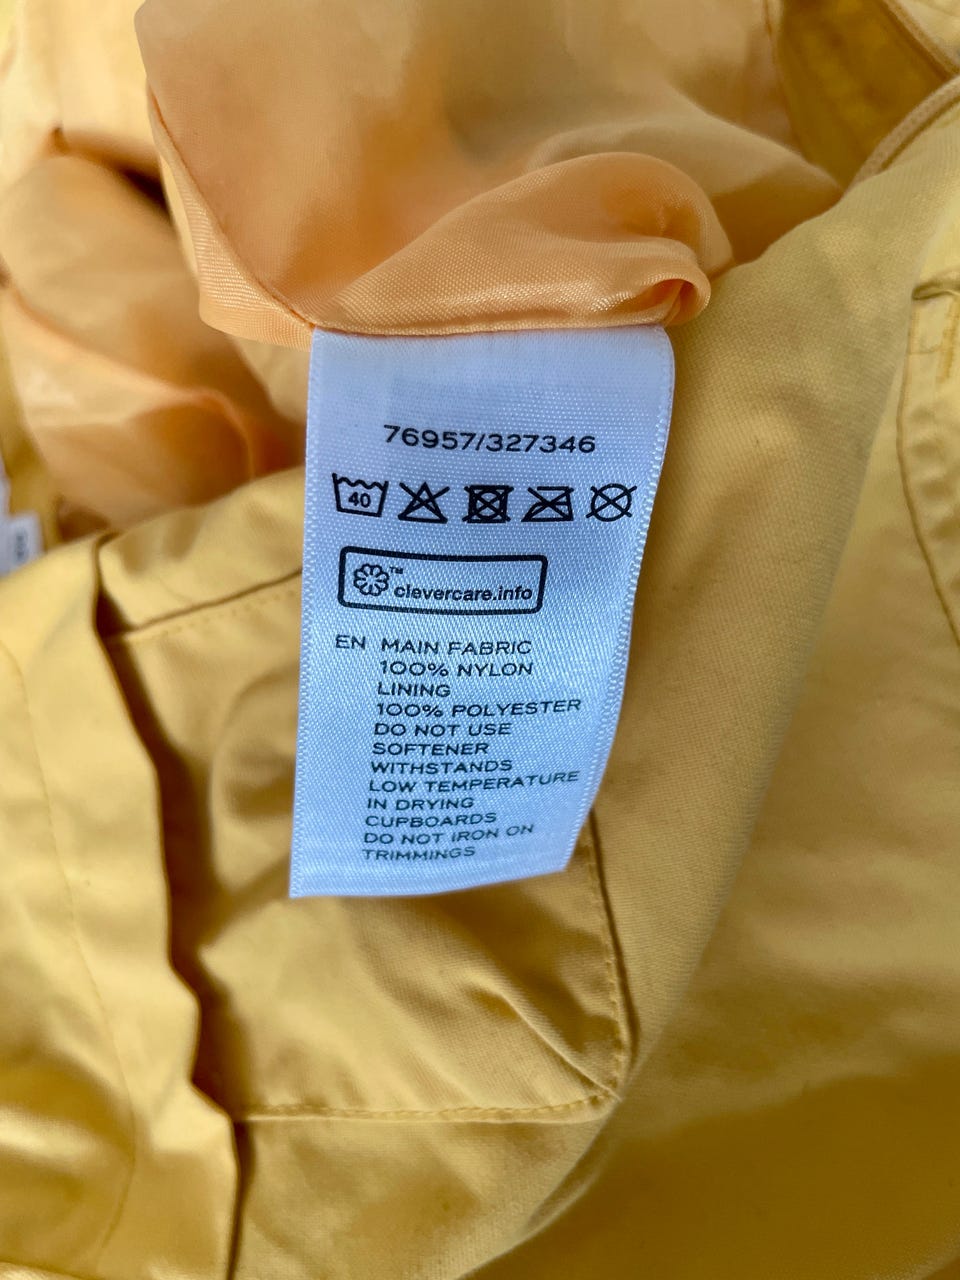 76957/327346
40
™
clevercare.info
EN MAIN FABRIC
100% NYLON
LINING
100% POLYESTER
DO NOT USE
SOFTENER
WITHSTANDS
LOW TEMPERATURE
IN DRYING
CUPBOARDS
DO NOT IRON ON
TRIMMINGS